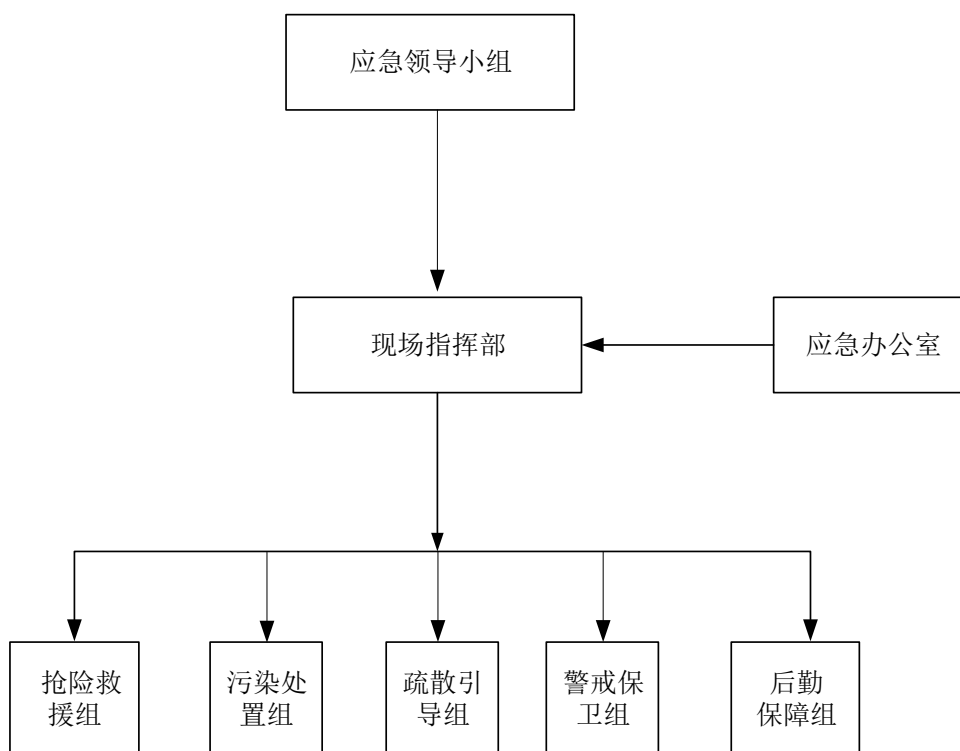 应急领导小组
现场指挥部
应急办公室
抢险救
援组
污染处
置组
疏散引
导组
警戒保
卫组
后勤
保障组